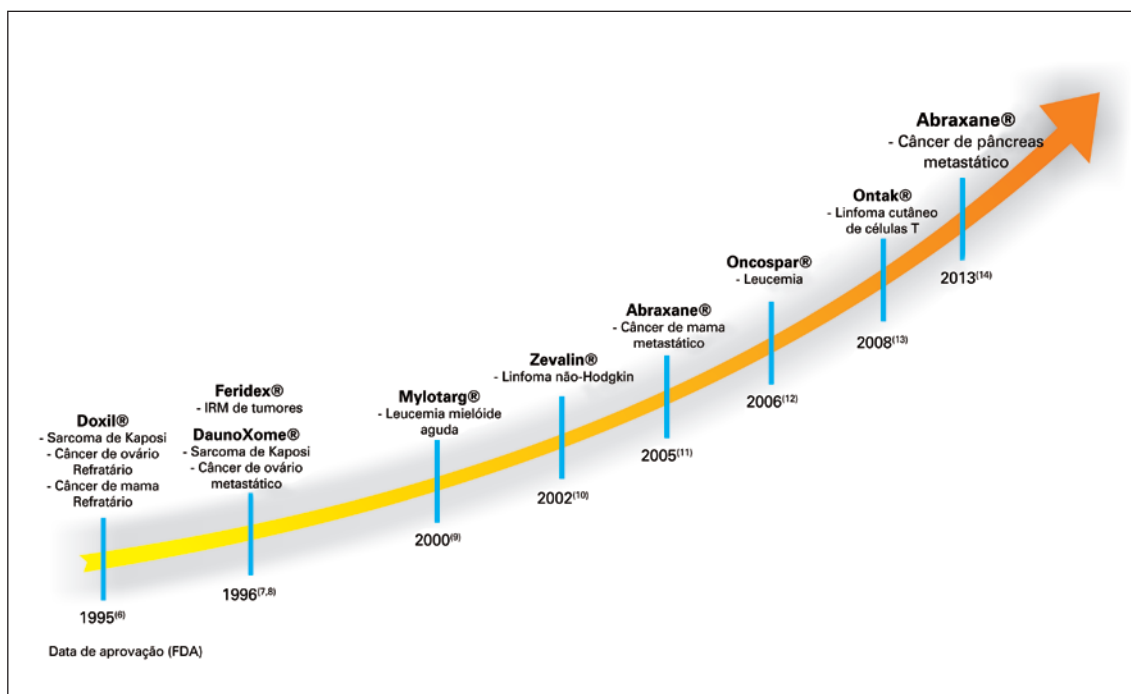 Doxil®
- Sarcoma de Kaposi
- Câncer de ovário
Refratário
- Câncer de mama
Refratário
1995(6)
Feridex®
- IRM de tumores
DaunoXome®
- Sarcoma de Kaposi
- Câncer de ovário
metastático
1996(7,8)
Mylotarg®
- Leucemia mielóide
aguda
2000(9)
Zevalin®
- Linfoma não-Hodgkin
2002(10)
Abraxane®
- Câncer de mama
metastático
2005(11)
Oncospar®
- Leucemia
2006(12)
Ontak®
- Linfoma cutâneo
de células T
2008(13)
Abraxane®
- Câncer de pâncreas
metastático
2013(14)
Data de aprovação (FDA)